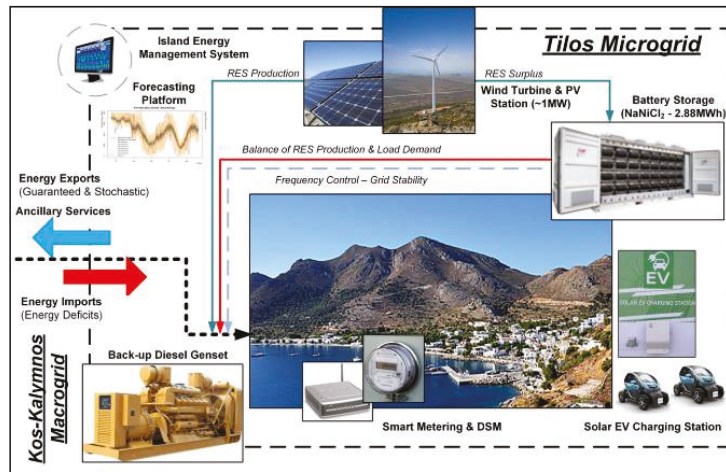 Island Energy
Management System
Tilos Microgrid
RES Production
RES Surplus
Forecasting
Platform
Wind Turbine & PV
Station (~1MW)
Battery Storage
(NaNiCl₂ - 2.88MWh)
Balance of RES Production & Load Demand
Energy Exports
(Guaranteed & Stochastic)
Frequency Control – Grid Stability
Ancillary Services
EV
SOLAR EV CHARGING STATION
Energy Imports
(Energy Deficits)
Kos-Kalymnos
Macrogrid
Back-up Diesel Genset
Smart Metering & DSM
Solar EV Charging Station